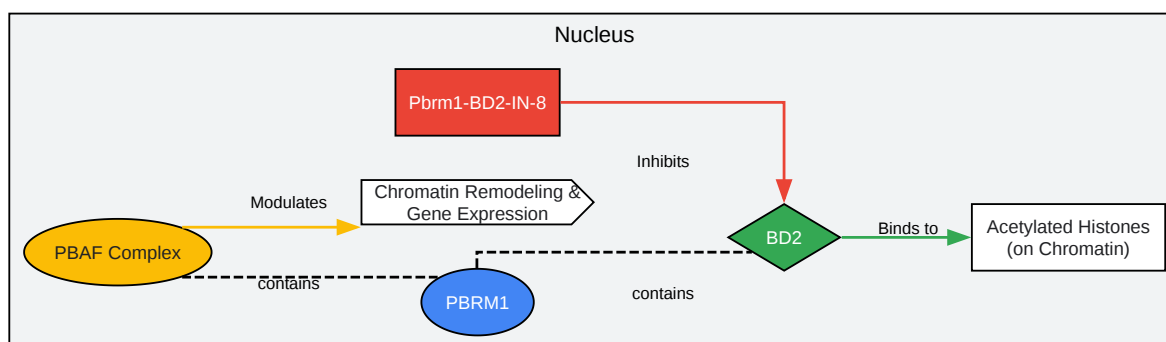 Nucleus
Pbrm1-BD2-IN-8
Inhibits
Chromatin Remodeling &
Gene Expression
Modulates
PBAF Complex
BD2
Binds to
Acetylated Histones
(on Chromatin)
contains
PBRM1
contains